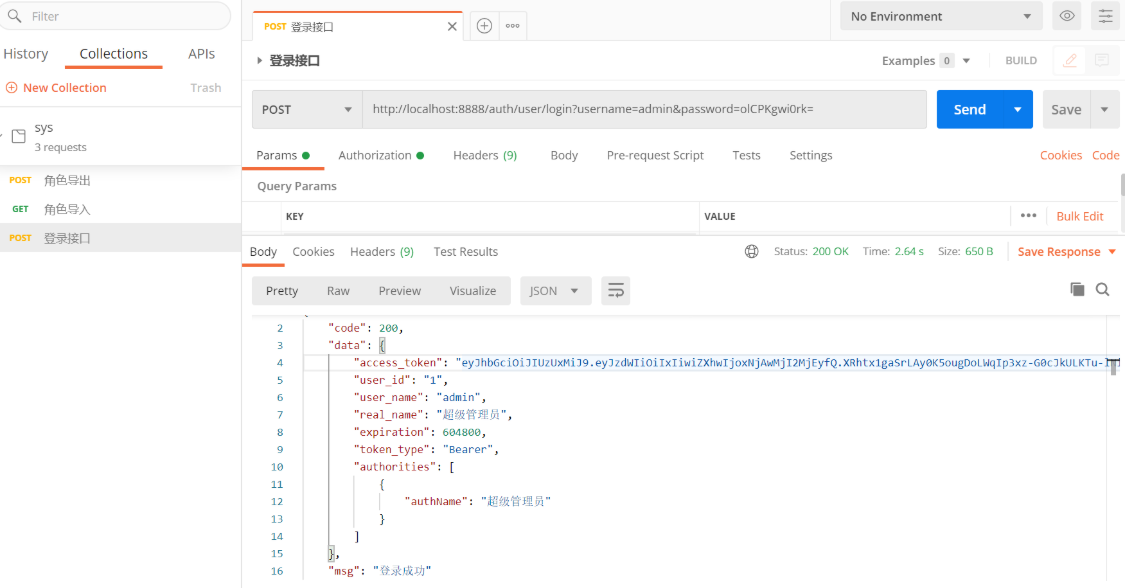 Filter
History Collections APIs
New Collection Trash
sys
3 requests
POST 角色导出
GET 角色导入
POST 登录接口
POST 登录接口
No Environment
登录接口
Examples 0 BUILD
POST http://localhost:8888/auth/user/login?username=admin&password=olCPKgwi0rk= Send Save
Params Authorization Headers (9) Body Pre-request Script Tests Settings Cookies Code
Query Params
KEY VALUE Bulk Edit
Body Cookies Headers (9) Test Results Status: 200 OK Time: 2.64 s Size: 650 B Save Response
Pretty Raw Preview Visualize JSON
2 "code": 200,
3 "data": {
4 "access_token": "eyJhbGciOiJIUzUxMiJ9.eyJzdWIiOiIxIiwiZXhwIjoxNjAwMjI2MjEyfQ.XRhtx1gaSrLAy0K5ougDoLWqIp3xz-G0cJkULKTu-
5 "user_id": "1",
6 "user_name": "admin",
7 "real_name": "超级管理员",
8 "expiration": 604800,
9 "token_type": "Bearer",
10 "authorities": [
11 {
12 "authName": "超级管理员"
13 }
14 ]
15 },
16 "msg": "登录成功"